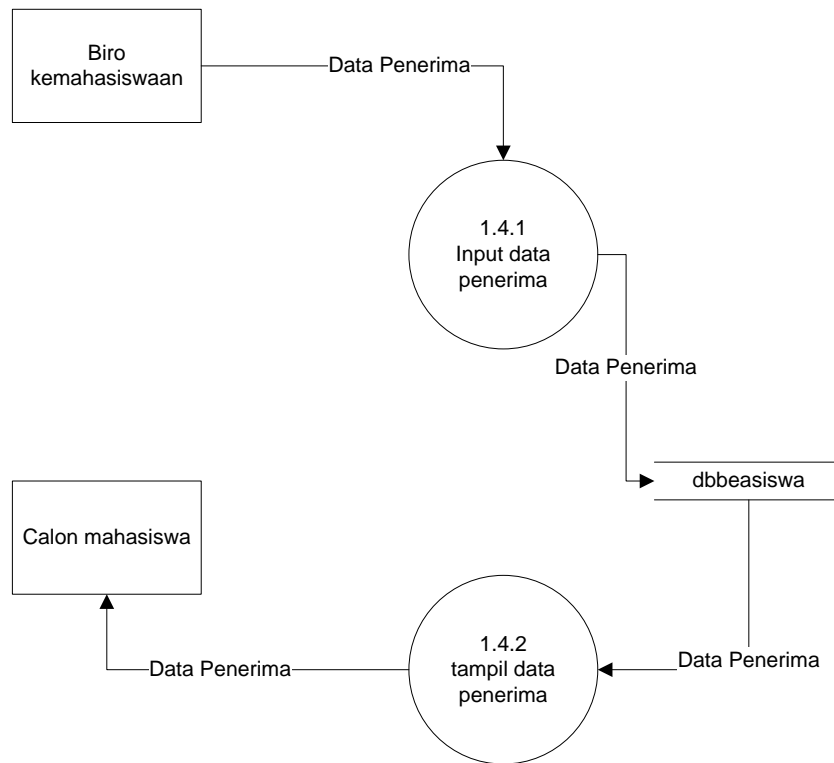 Biro
kemahasiswaan
Data Penerima
1.4.1
Input data
penerima
Data Penerima
dbbeasiswa
Calon mahasiswa
1.4.2
tampil data
penerima
Data Penerima
Data Penerima